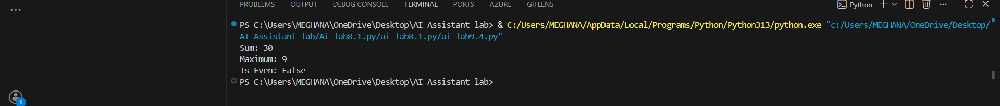 PROBLEMS OUTPUT DEBUG CONSOLE TERMINAL PORTS AZURE GITLENS Python
PS C:\Users\MEGHANA\OneDrive\Desktop\AI Assistant lab> & C:/Users/MEGHANA/AppData/Local/Programs/Python/Python313/python.exe "c:/Users/MEGHANA/OneDrive/Desktop/
AI Assistant lab/Ai lab8.1.py/ai lab8.1.py/ai lab9.4.py"
Sum: 30
Maximum: 9
Is Even: False
PS C:\Users\MEGHANA\OneDrive\Desktop\AI Assistant lab>
1